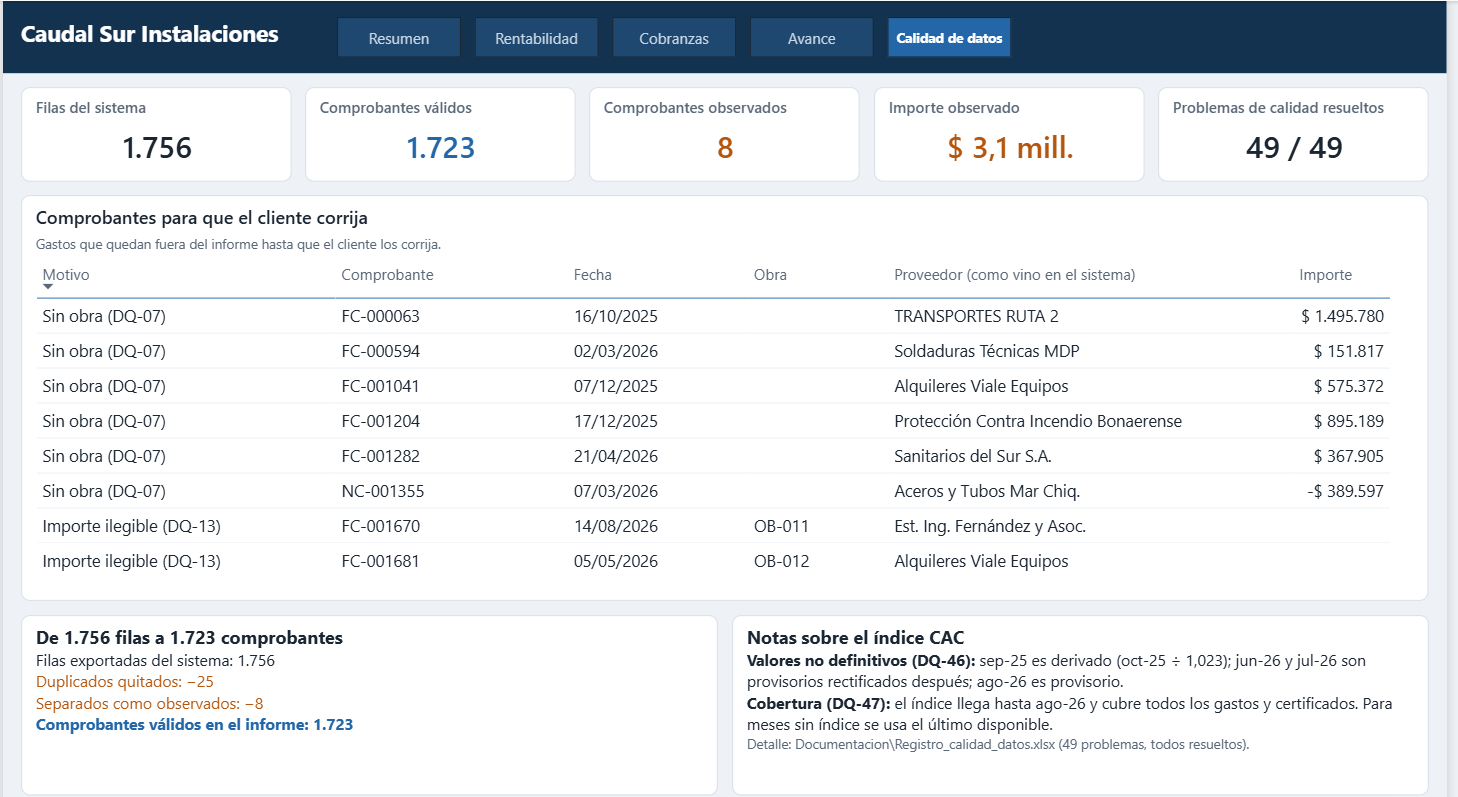 Caudal Sur Instalaciones
Resumen
Rentabilidad
Cobranzas
Avance
Calidad de datos
Filas del sistema
1.756
Comprobantes válidos
1.723
Comprobantes observados
8
Importe observado
$ 3,1 mill.
Problemas de calidad resueltos
49 / 49
Comprobantes para que el cliente corrija
Gastos que quedan fuera del informe hasta que el cliente los corrija.
Motivo Comprobante Fecha Obra Proveedor (como vino en el sistema) Importe
Sin obra (DQ-07) FC-000063 16/10/2025 TRANSPORTES RUTA 2 $ 1.495.780
Sin obra (DQ-07) FC-000594 02/03/2026 Soldaduras Técnicas MDP $ 151.817
Sin obra (DQ-07) FC-001041 07/12/2025 Alquileres Viale Equipos $ 575.372
Sin obra (DQ-07) FC-001204 17/12/2025 Protección Contra Incendio Bonaerense $ 895.189
Sin obra (DQ-07) FC-001282 21/04/2026 Sanitarios del Sur S.A. $ 367.905
Sin obra (DQ-07) NC-001355 07/03/2026 Aceros y Tubos Mar Chiq. -$ 389.597
Importe ilegible (DQ-13) FC-001670 14/08/2026 OB-011 Est. Ing. Fernández y Asoc.
Importe ilegible (DQ-13) FC-001681 05/05/2026 OB-012 Alquileres Viale Equipos
De 1.756 filas a 1.723 comprobantes
Filas exportadas del sistema: 1.756
Duplicados quitados: −25
Separados como observados: −8
Comprobantes válidos en el informe: 1.723
Notas sobre el índice CAC
Valores no definitivos (DQ-46): sep-25 es derivado (oct-25 ÷ 1,023); jun-26 y jul-26 son
provisorios rectificados después; ago-26 es provisorio.
Cobertura (DQ-47): el índice llega hasta ago-26 y cubre todos los gastos y certificados. Para
meses sin índice se usa el último disponible.
Detalle: Documentacion\Registro_calidad_datos.xlsx (49 problemas, todos resueltos).